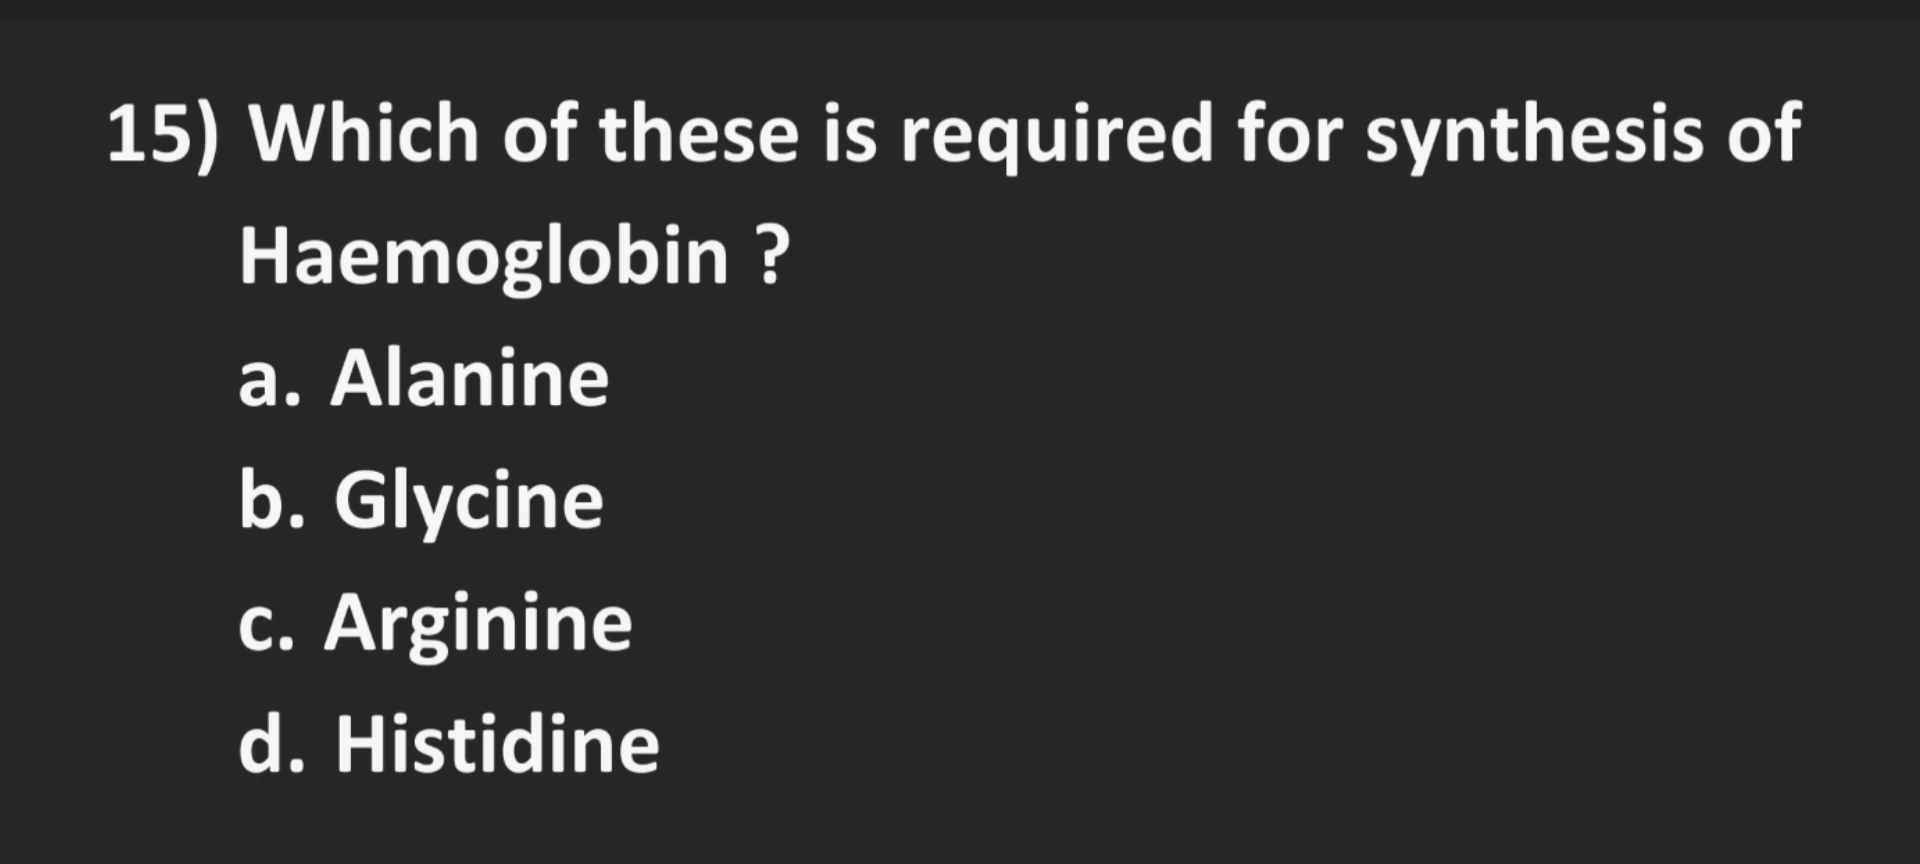 15) Which of these is required for synthesis of
Haemoglobin ?
a. Alanine
b. Glycine
c. Arginine
d. Histidine